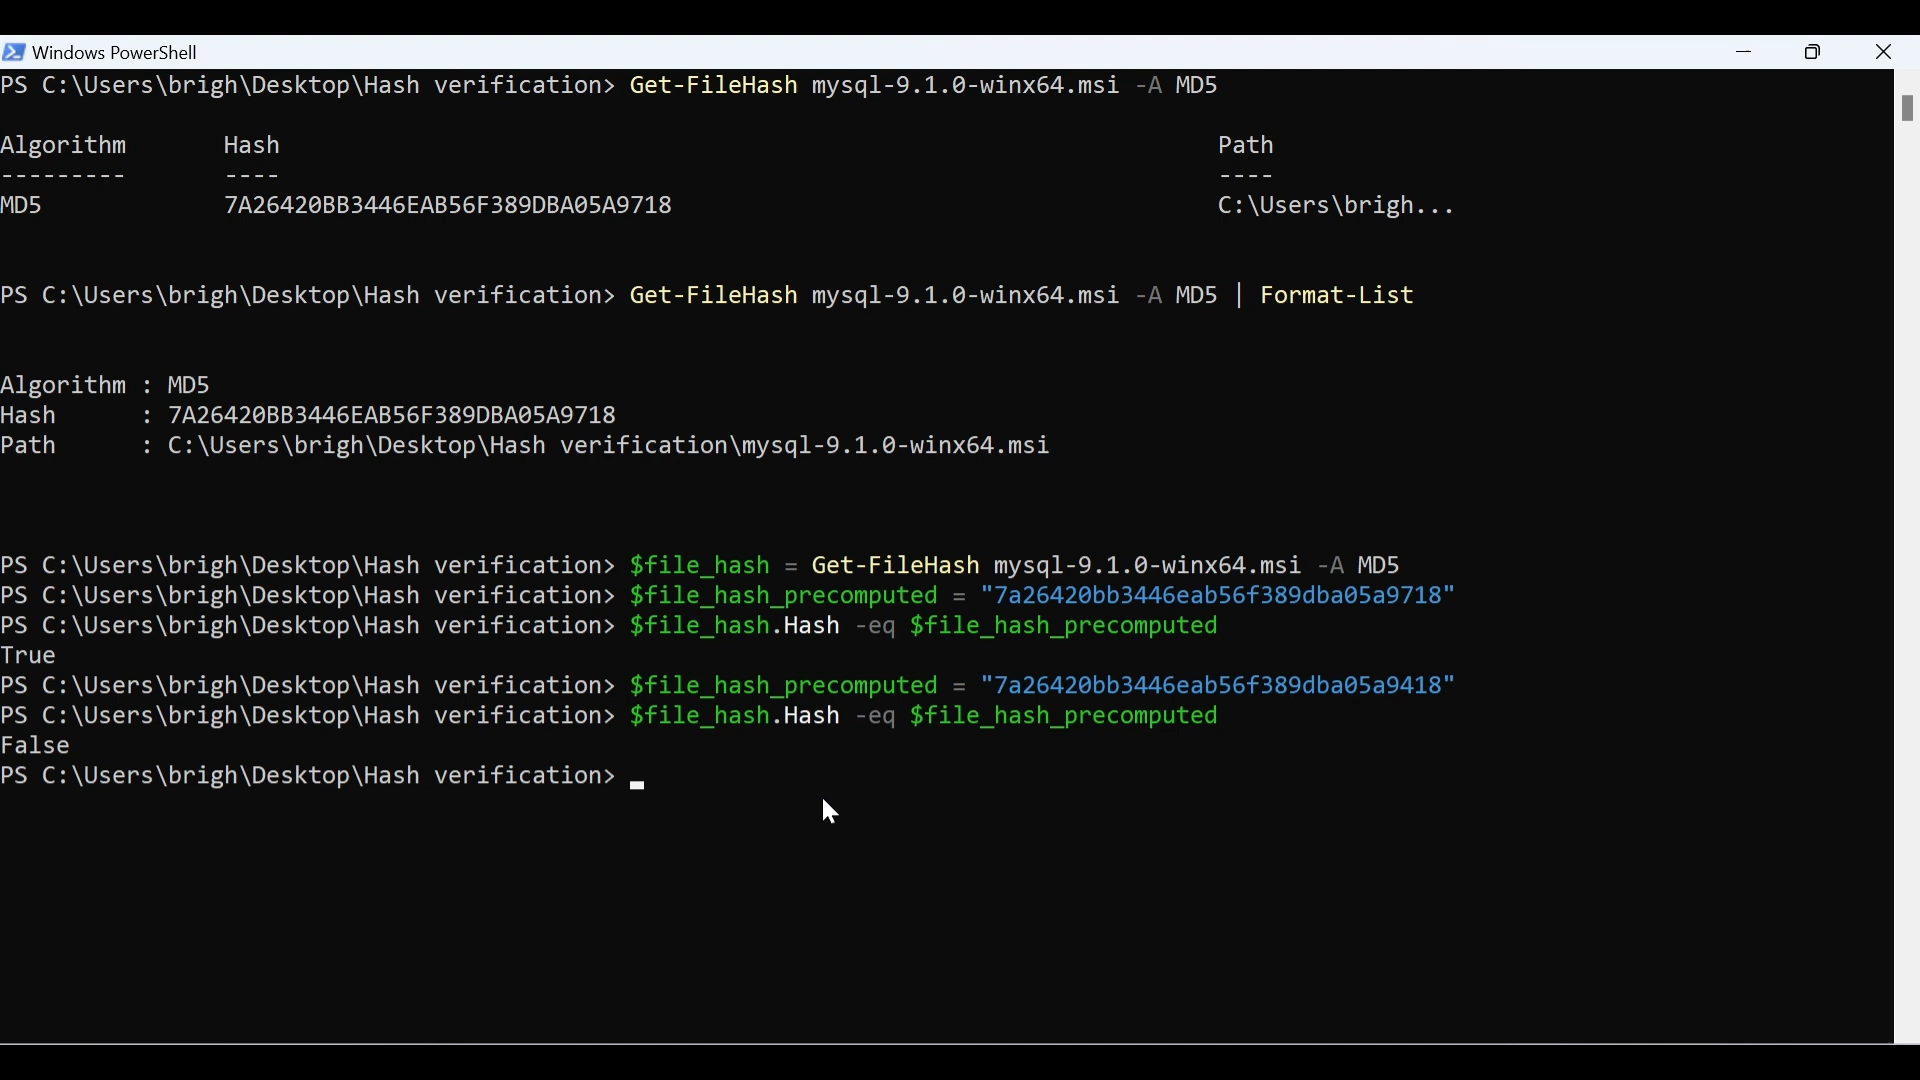 Windows PowerShell
PS C:\Users\brigh\Desktop\Hash verification> Get-FileHash mysql-9.1.0-winx64.msi -A MD5
Algorithm Hash Path
--------- ---- ----
MD5 7A26420BB3446EAB56F389DBA05A9718 C:\Users\brigh...
PS C:\Users\brigh\Desktop\Hash verification> Get-FileHash mysql-9.1.0-winx64.msi -A MD5 | Format-List
Algorithm : MD5
Hash : 7A26420BB3446EAB56F389DBA05A9718
Path : C:\Users\brigh\Desktop\Hash verification\mysql-9.1.0-winx64.msi
PS C:\Users\brigh\Desktop\Hash verification> $file_hash = Get-FileHash mysql-9.1.0-winx64.msi -A MD5
PS C:\Users\brigh\Desktop\Hash verification> $file_hash_precomputed = "7a26420bb3446eab56f389dba05a9718"
PS C:\Users\brigh\Desktop\Hash verification> $file_hash.Hash -eq $file_hash_precomputed
True
PS C:\Users\brigh\Desktop\Hash verification> $file_hash_precomputed = "7a26420bb3446eab56f389dba05a9418"
PS C:\Users\brigh\Desktop\Hash verification> $file_hash.Hash -eq $file_hash_precomputed
False
PS C:\Users\brigh\Desktop\Hash verification>